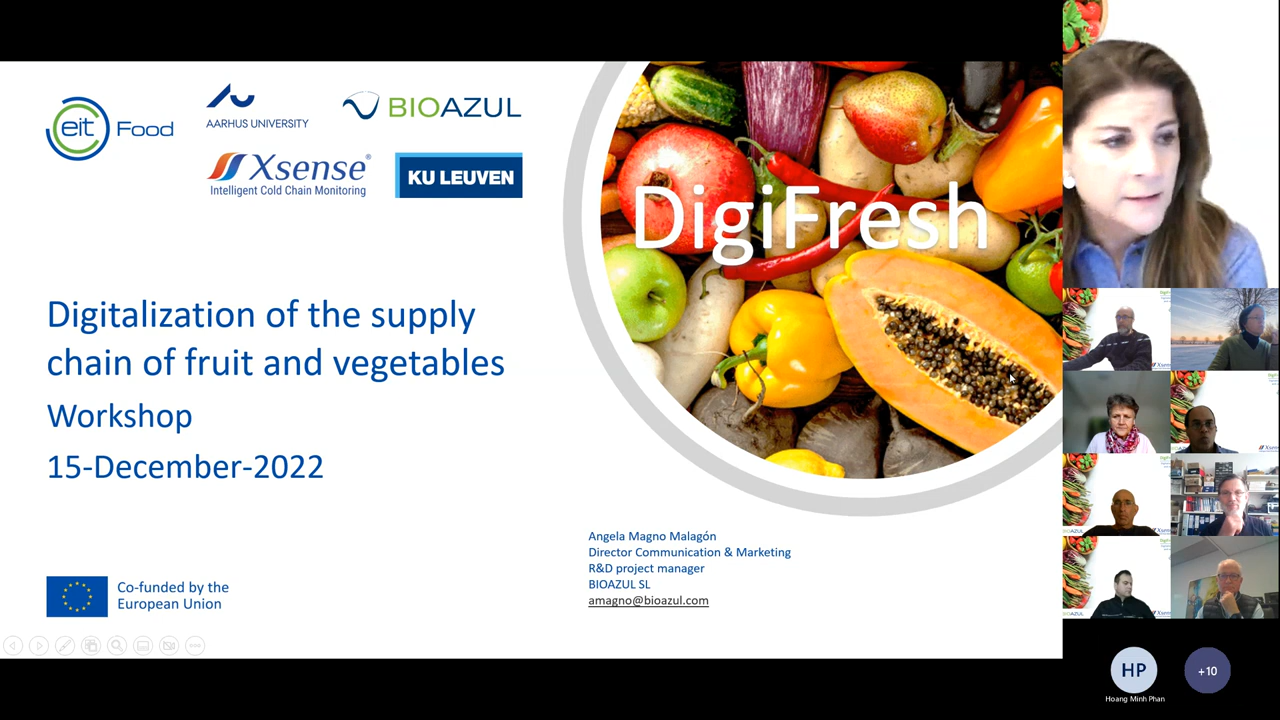 eit Food
AARHUS UNIVERSITY
BIOAZUL
Xsense®
Intelligent Cold Chain Monitoring
KU LEUVEN
DigiFresh
Digitalization of the supply
chain of fruit and vegetables
Workshop
15-December-2022
Angela Magno Malagón
Director Communication & Marketing
R&D project manager
BIOAZUL SL
amagno@bioazul.com
Co-funded by the
European Union
HP
+10
Hoang Minh Phan